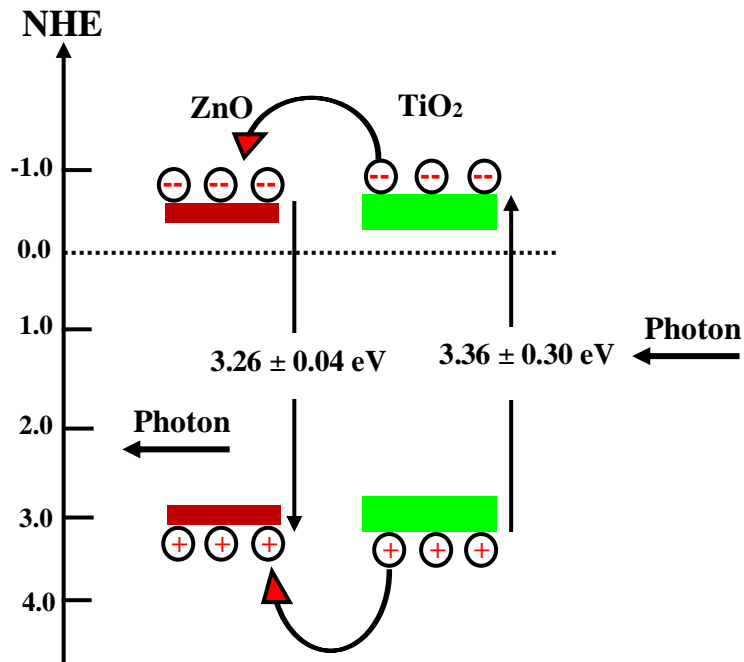 NHE
ZnO
TiO₂
-1.0
-- -- --
-- -- --
0.0
1.0
Photon
3.26 ± 0.04 eV
3.36 ± 0.30 eV
Photon
2.0
3.0
+ + +
+ + +
4.0